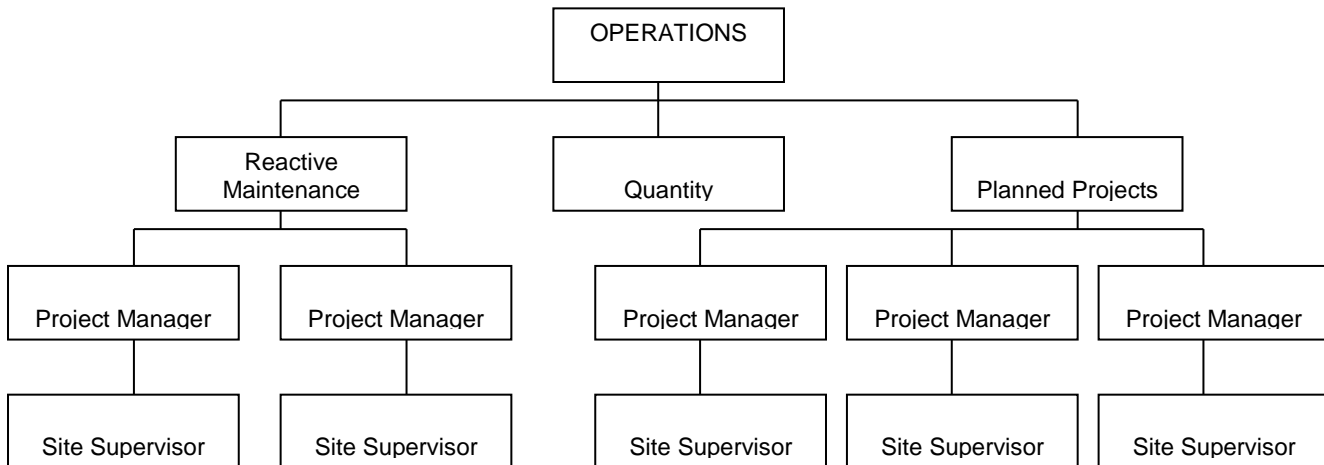 OPERATIONS
Reactive
Maintenance
Quantity
Planned Projects
Project Manager
Project Manager
Project Manager
Project Manager
Project Manager
Site Supervisor
Site Supervisor
Site Supervisor
Site Supervisor
Site Supervisor